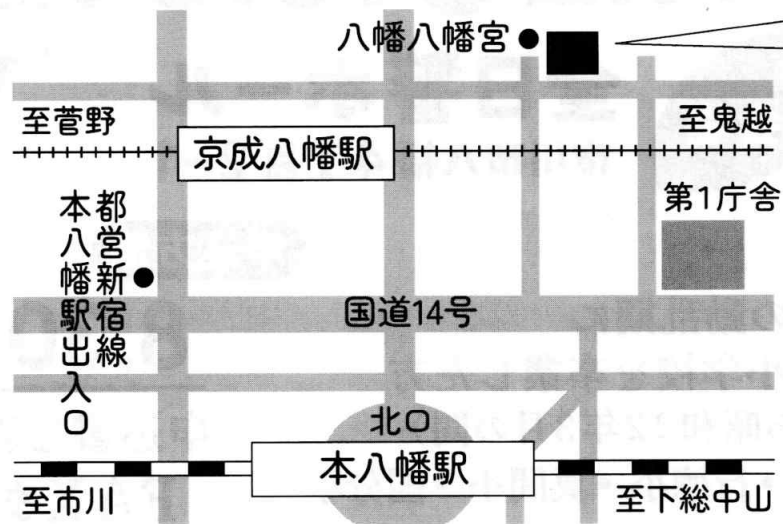 八幡八幡宮
至菅野
至鬼越
京成八幡駅
第1庁舎
都営新宿線
本八幡駅出入口
国道14号
北口
本八幡駅
至市川
至下総中山